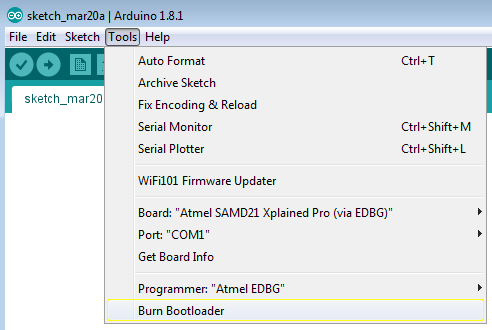 sketch_mar20a | Arduino 1.8.1
File Edit Sketch Tools Help
sketch_mar20
Auto Format Ctrl+T
Archive Sketch
Fix Encoding & Reload
Serial Monitor Ctrl+Shift+M
Serial Plotter Ctrl+Shift+L
WiFi101 Firmware Updater
Board: "Atmel SAMD21 Xplained Pro (via EDBG)"
Port: "COM1"
Get Board Info
Programmer: "Atmel EDBG"
Burn Bootloader